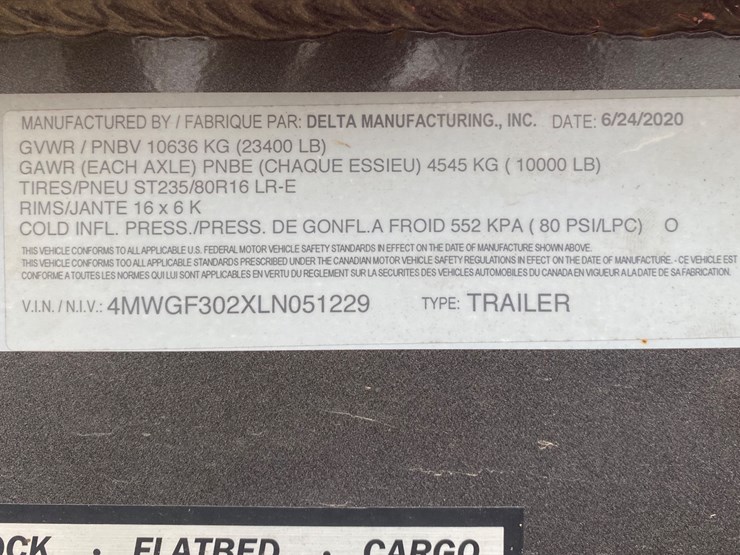 MANUFACTURED BY / FABRIQUE PAR: DELTA MANUFACTURING., INC. DATE: 6/24/2020
GVWR / PNBV 10636 KG (23400 LB)
GAWR (EACH AXLE) PNBE (CHAQUE ESSIEU) 4545 KG ( 10000 LB)
TIRES/PNEU ST235/80R16 LR-E
RIMS/JANTE 16 x 6 K
COLD INFL. PRESS./PRESS. DE GONFL.A FROID 552 KPA ( 80 PSI/LPC) O
THIS VEHICLE CONFORMS TO ALL APPLICABLE U.S. FEDERAL MOTOR VEHICLE SAFETY STANDARDS IN EFFECT ON THE DATE OF MANUFACTURE SHOWN ABOVE.
THIS VEHICLE CONFORMS TOO ALL APPLICABLE STANDARDS PRESCRIBED UNDER THE CANADIAN MOTOR VEHICLE SAFETY REGULATIONS IN EFECT ON THE DATE OF MANUFACTURE. - CE VEHICLE EST
CONFORME A TOUTES LES NORMES QUI LUI SONT APPLICABLES EN VERTU DU REGLEMENT SUR LA SECURITES DES VEHICLES AUTOMOBILES DU CANADA EN VIGUEUR A LA DATE DE SA FABRICATION.
V.I.N. / N.I.V.: 4MWGF302XLN051229 TYPE: TRAILER
OCK • FLATBED • CARGO